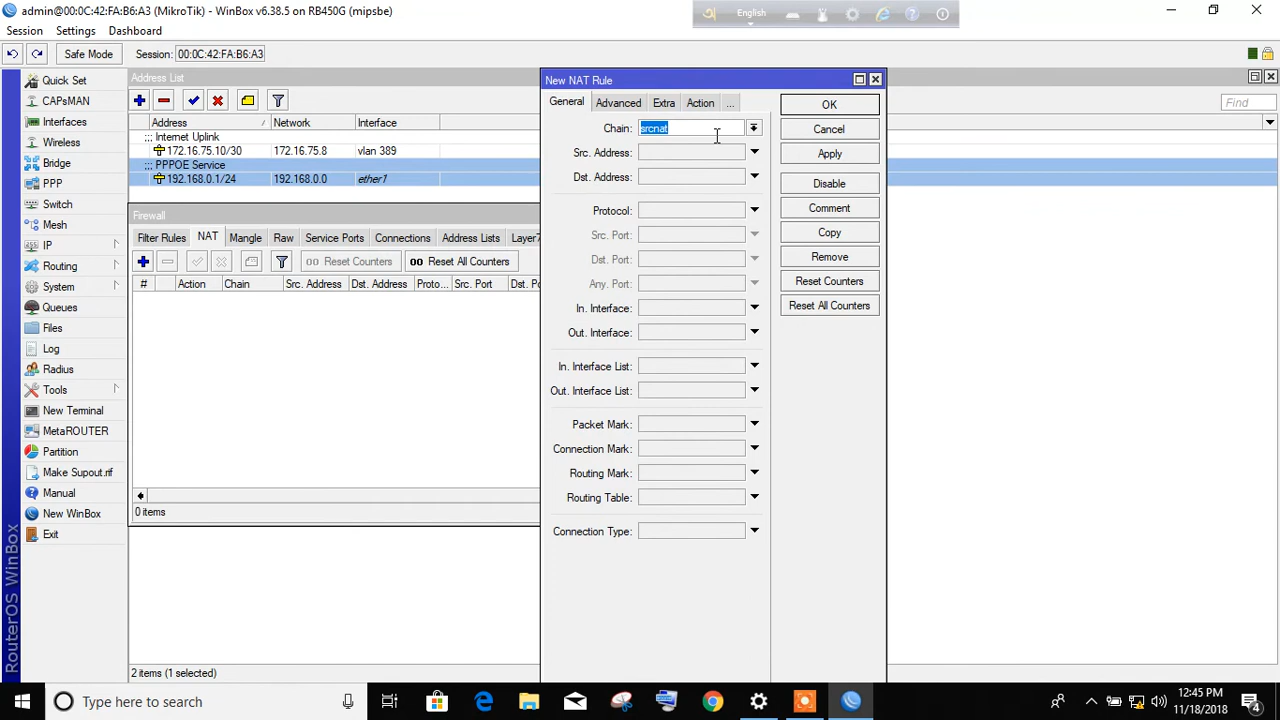 admin@00:0C:42:FA:B6:A3 (MikroTik) - WinBox v6.38.5 on RB450G (mipsbe)
English
Session Settings Dashboard
Safe Mode Session: 00:0C:42:FA:B6:A3
Quick Set
CAPsMAN
Interfaces
Wireless
Bridge
PPP
Switch
Mesh
IP
Routing
System
Queues
Files
Log
Radius
Tools
New Terminal
MetaROUTER
Partition
Make Supout.rif
Manual
New WinBox
Exit
RouterOS WinBox
Address List
Find
Address / Network Interface
;;; Internet Uplink
172.16.75.10/30 172.16.75.8 vlan 389
;;; PPPOE Service
192.168.0.1/24 192.168.0.0 ether1
Firewall
Filter Rules NAT Mangle Raw Service Ports Connections Address Lists Layer7
00 Reset Counters 00 Reset All Counters
# Action Chain Src. Address Dst. Address Proto... Src. Port Dst. Po
0 items
2 items (1 selected)
New NAT Rule
General Advanced Extra Action ...
Chain: srcnat
Src. Address:
Dst. Address:
Protocol:
Src. Port:
Dst. Port:
Any. Port:
In. Interface:
Out. Interface:
In. Interface List:
Out. Interface List:
Packet Mark:
Connection Mark:
Routing Mark:
Routing Table:
Connection Type:
OK
Cancel
Apply
Disable
Comment
Copy
Remove
Reset Counters
Reset All Counters
Type here to search
12:45 PM
11/18/2018
4